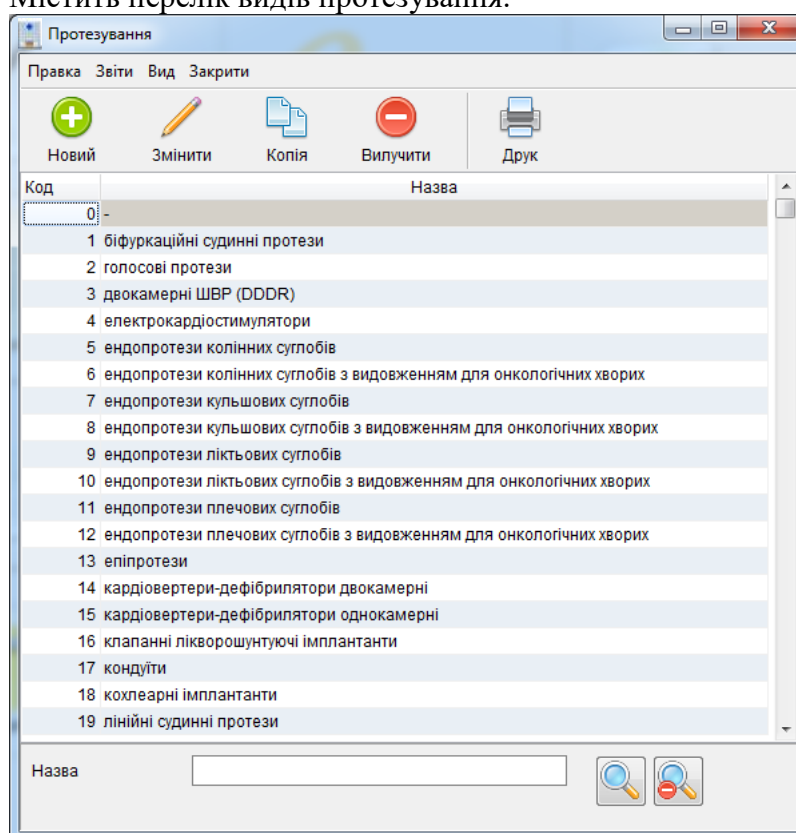 Містить перелік видів протезування.
Протезування
Правка Звіти Вид Закрити
Новий Змінити Копія Вилучити Друк
Код Назва
0 -
1 біфуркаційні судинні протези
2 голосові протези
3 двокамерні ШВР (DDDR)
4 електрокардіостимулятори
5 ендопротези колінних суглобів
6 ендопротези колінних суглобів з видовженням для онкологічних хворих
7 ендопротези кульшових суглобів
8 ендопротези кульшових суглобів з видовженням для онкологічних хворих
9 ендопротези ліктьових суглобів
10 ендопротези ліктьових суглобів з видовженням для онкологічних хворих
11 ендопротези плечових суглобів
12 ендопротези плечових суглобів з видовженням для онкологічних хворих
13 епіпротези
14 кардіовертери-дефібрилятори двокамерні
15 кардіовертери-дефібрилятори однокамерні
16 клапанні лікворошунтуючі імплантанти
17 кондуїти
18 кохлеарні імплантанти
19 лінійні судинні протези
Назва